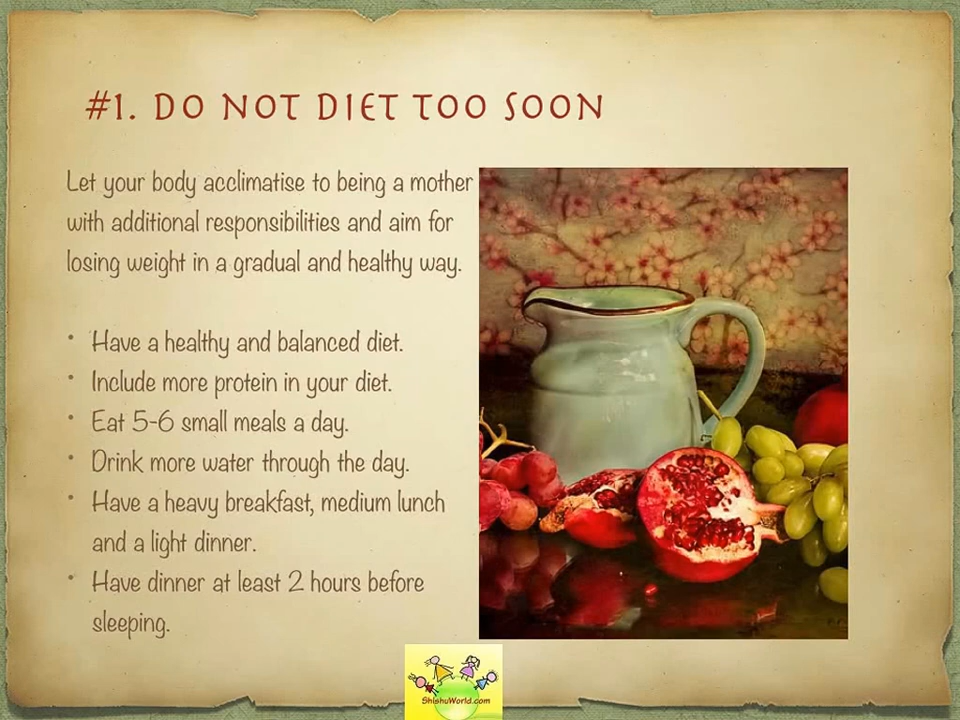 #1. DO NOT DIET TOO SOON
Let your body acclimatise to being a mother
with additional responsibilities and aim for
losing weight in a gradual and healthy way.
• Have a healthy and balanced diet.
• Include more protein in your diet.
• Eat 5-6 small meals a day.
• Drink more water through the day.
• Have a heavy breakfast, medium lunch
and a light dinner.
• Have dinner at least 2 hours before
sleeping.
ShishuWorld.com